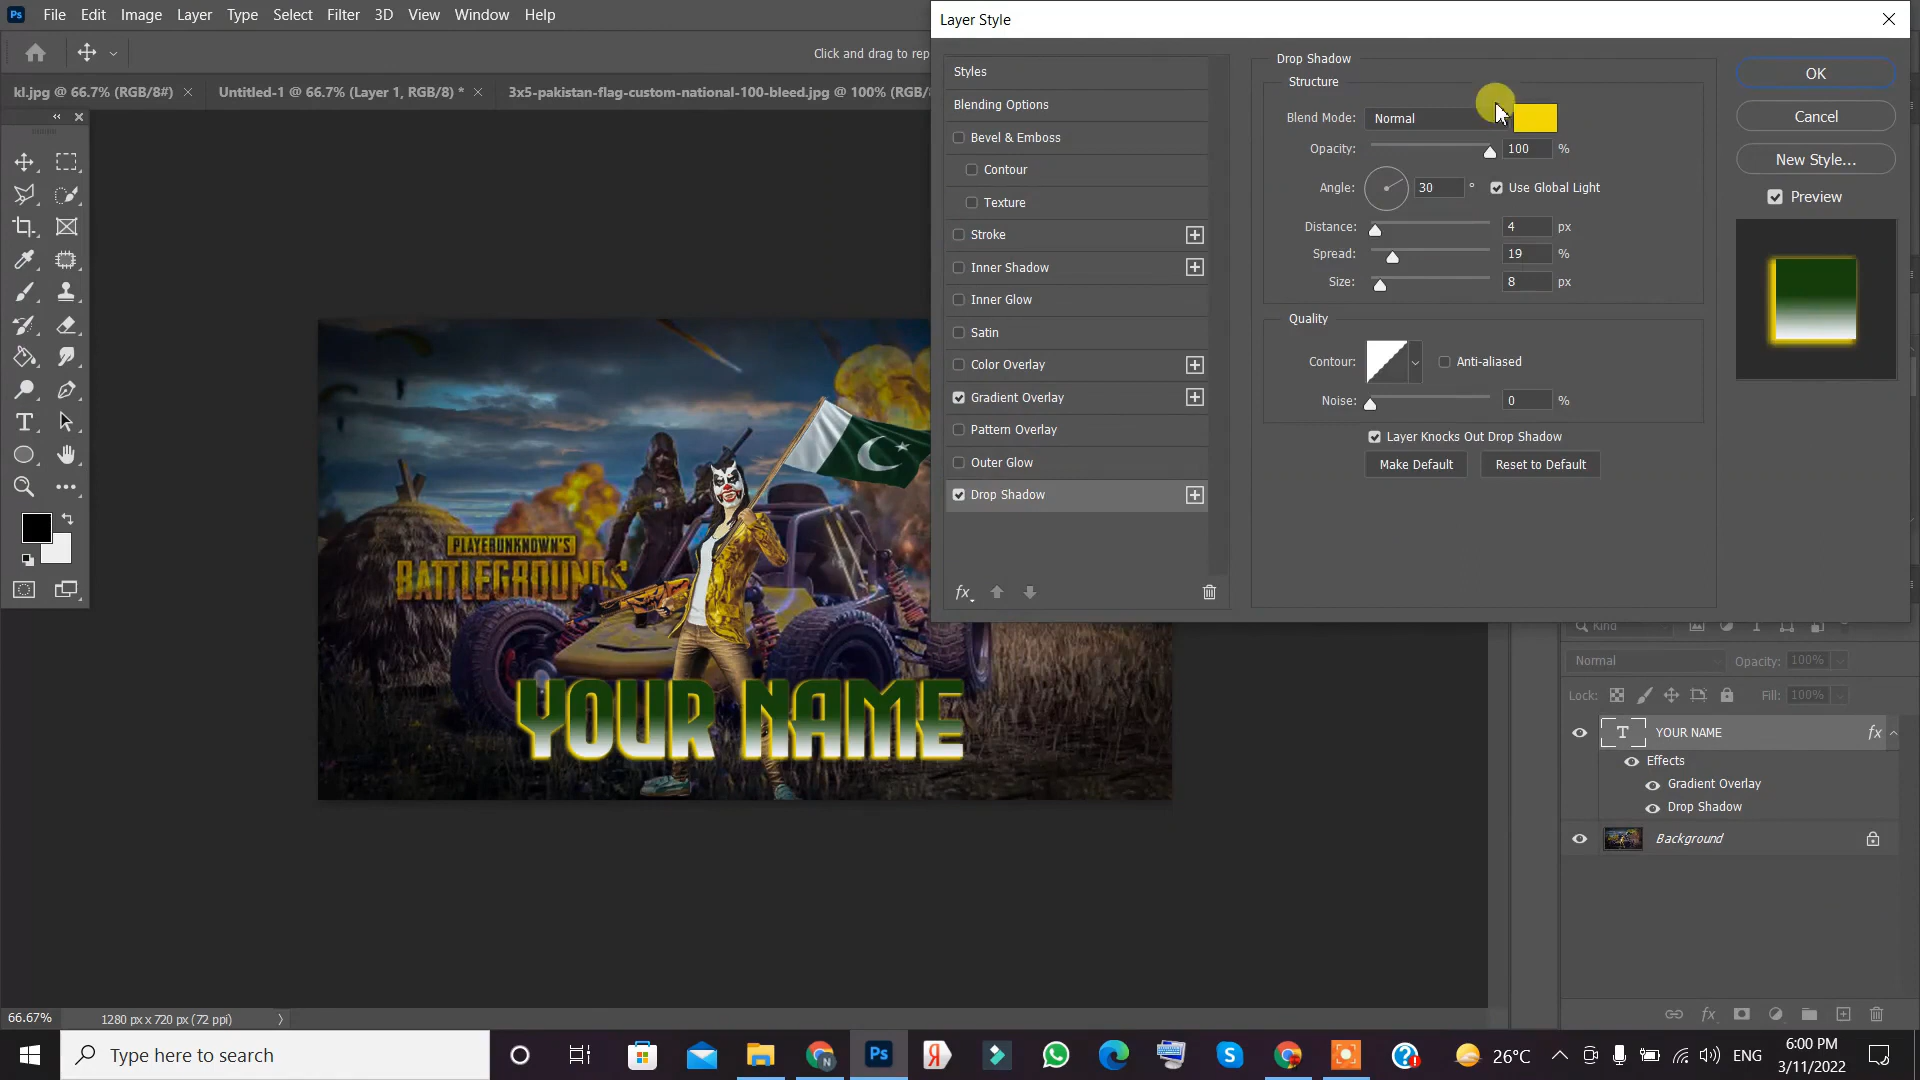 Ps File Edit Image Layer Type Select Filter 3D View Window Help
Layer Style
Click and drag to rep
kl.jpg @ 66.7% (RGB/8#)
Untitled-1 @ 66.7% (Layer 1, RGB/8) *
3x5-pakistan-flag-custom-national-100-bleed.jpg @ 100% (RGB/8
Styles
Blending Options
Bevel & Emboss
Contour
Texture
Stroke
Inner Shadow
Inner Glow
Satin
Color Overlay
Gradient Overlay
Pattern Overlay
Outer Glow
Drop Shadow
fx
Drop Shadow
Structure
Blend Mode: Normal
Opacity: 100 %
Angle: 30 ° Use Global Light
Distance: 4 px
Spread: 19 %
Size: 8 px
Quality
Contour: Anti-aliased
Noise: 0 %
Layer Knocks Out Drop Shadow
Make Default Reset to Default
OK
Cancel
New Style...
Preview
PLAYERUNKNOWN'S
BATTLEGROUNDS
YOUR NAME
Kind
Normal Opacity: 100%
Lock: Fill: 100%
T YOUR NAME fx
Effects
Gradient Overlay
Drop Shadow
Background
fx
66.67% 1280 px x 720 px (72 ppi)
Type here to search
N Ps Я S
26°C ENG
6:00 PM
3/11/2022